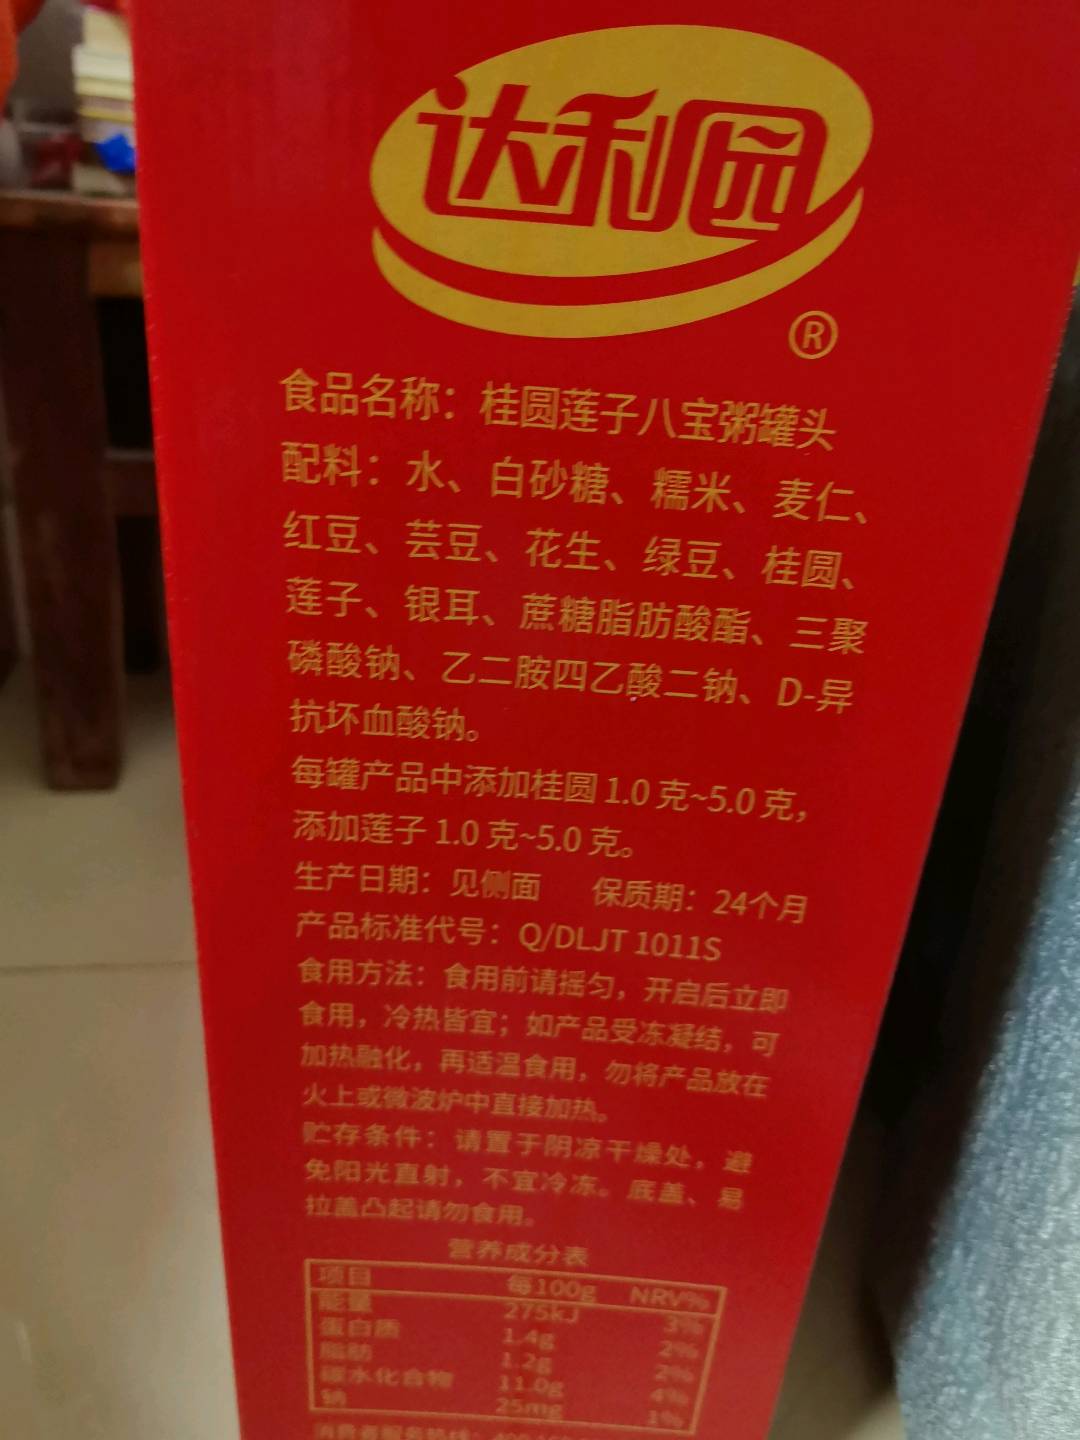 达利园
®
食品名称：桂圆莲子八宝粥罐头
配料：水、白砂糖、糯米、麦仁、
红豆、芸豆、花生、绿豆、桂圆、
莲子、银耳、蔗糖脂肪酸酯、三聚
磷酸钠、乙二胺四乙酸二钠、D-异
抗坏血酸钠。
每罐产品中添加桂圆 1.0 克~5.0 克，
添加莲子 1.0 克~5.0 克。
生产日期：见侧面 保质期：24个月
产品标准代号：Q/DLJT 1011S
食用方法：食用前请摇匀，开启后立即
食用，冷热皆宜；如产品受冻凝结，可
加热融化，再适温食用，勿将产品放在
火上或微波炉中直接加热。
贮存条件：请置于阴凉干燥处，避
免阳光直射，不宜冷冻。底盖、易
拉盖凸起请勿食用。
营养成分表
项目 每100g NRV%
能量 275kJ 3%
蛋白质 1.4g 2%
脂肪 1.2g 2%
碳水化合物 11.0g 4%
钠 25mg 1%
消费者服务热线：400